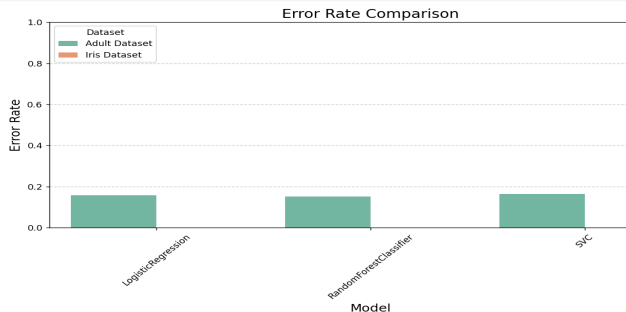 Error Rate Comparison
Dataset
Adult Dataset
Iris Dataset
Error Rate
1.0
0.8
0.6
0.4
0.2
0.0
LogisticRegression
RandomForestClassifier
SVC
Model